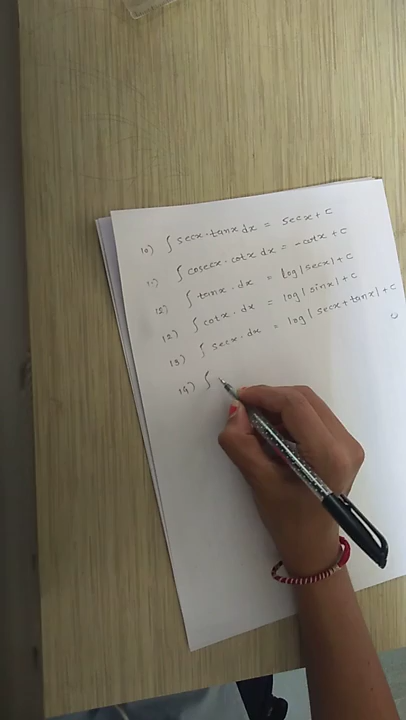 10) ∫ secx·tanx dx = secx + c
11) ∫ cosecx·cotx dx = -cotx + c
12) ∫ tanx·dx = log|secx| + c
12) ∫ cotx·dx = log|sinx| + c
13) ∫ secx·dx = log|secx+tanx| + c
14) ∫